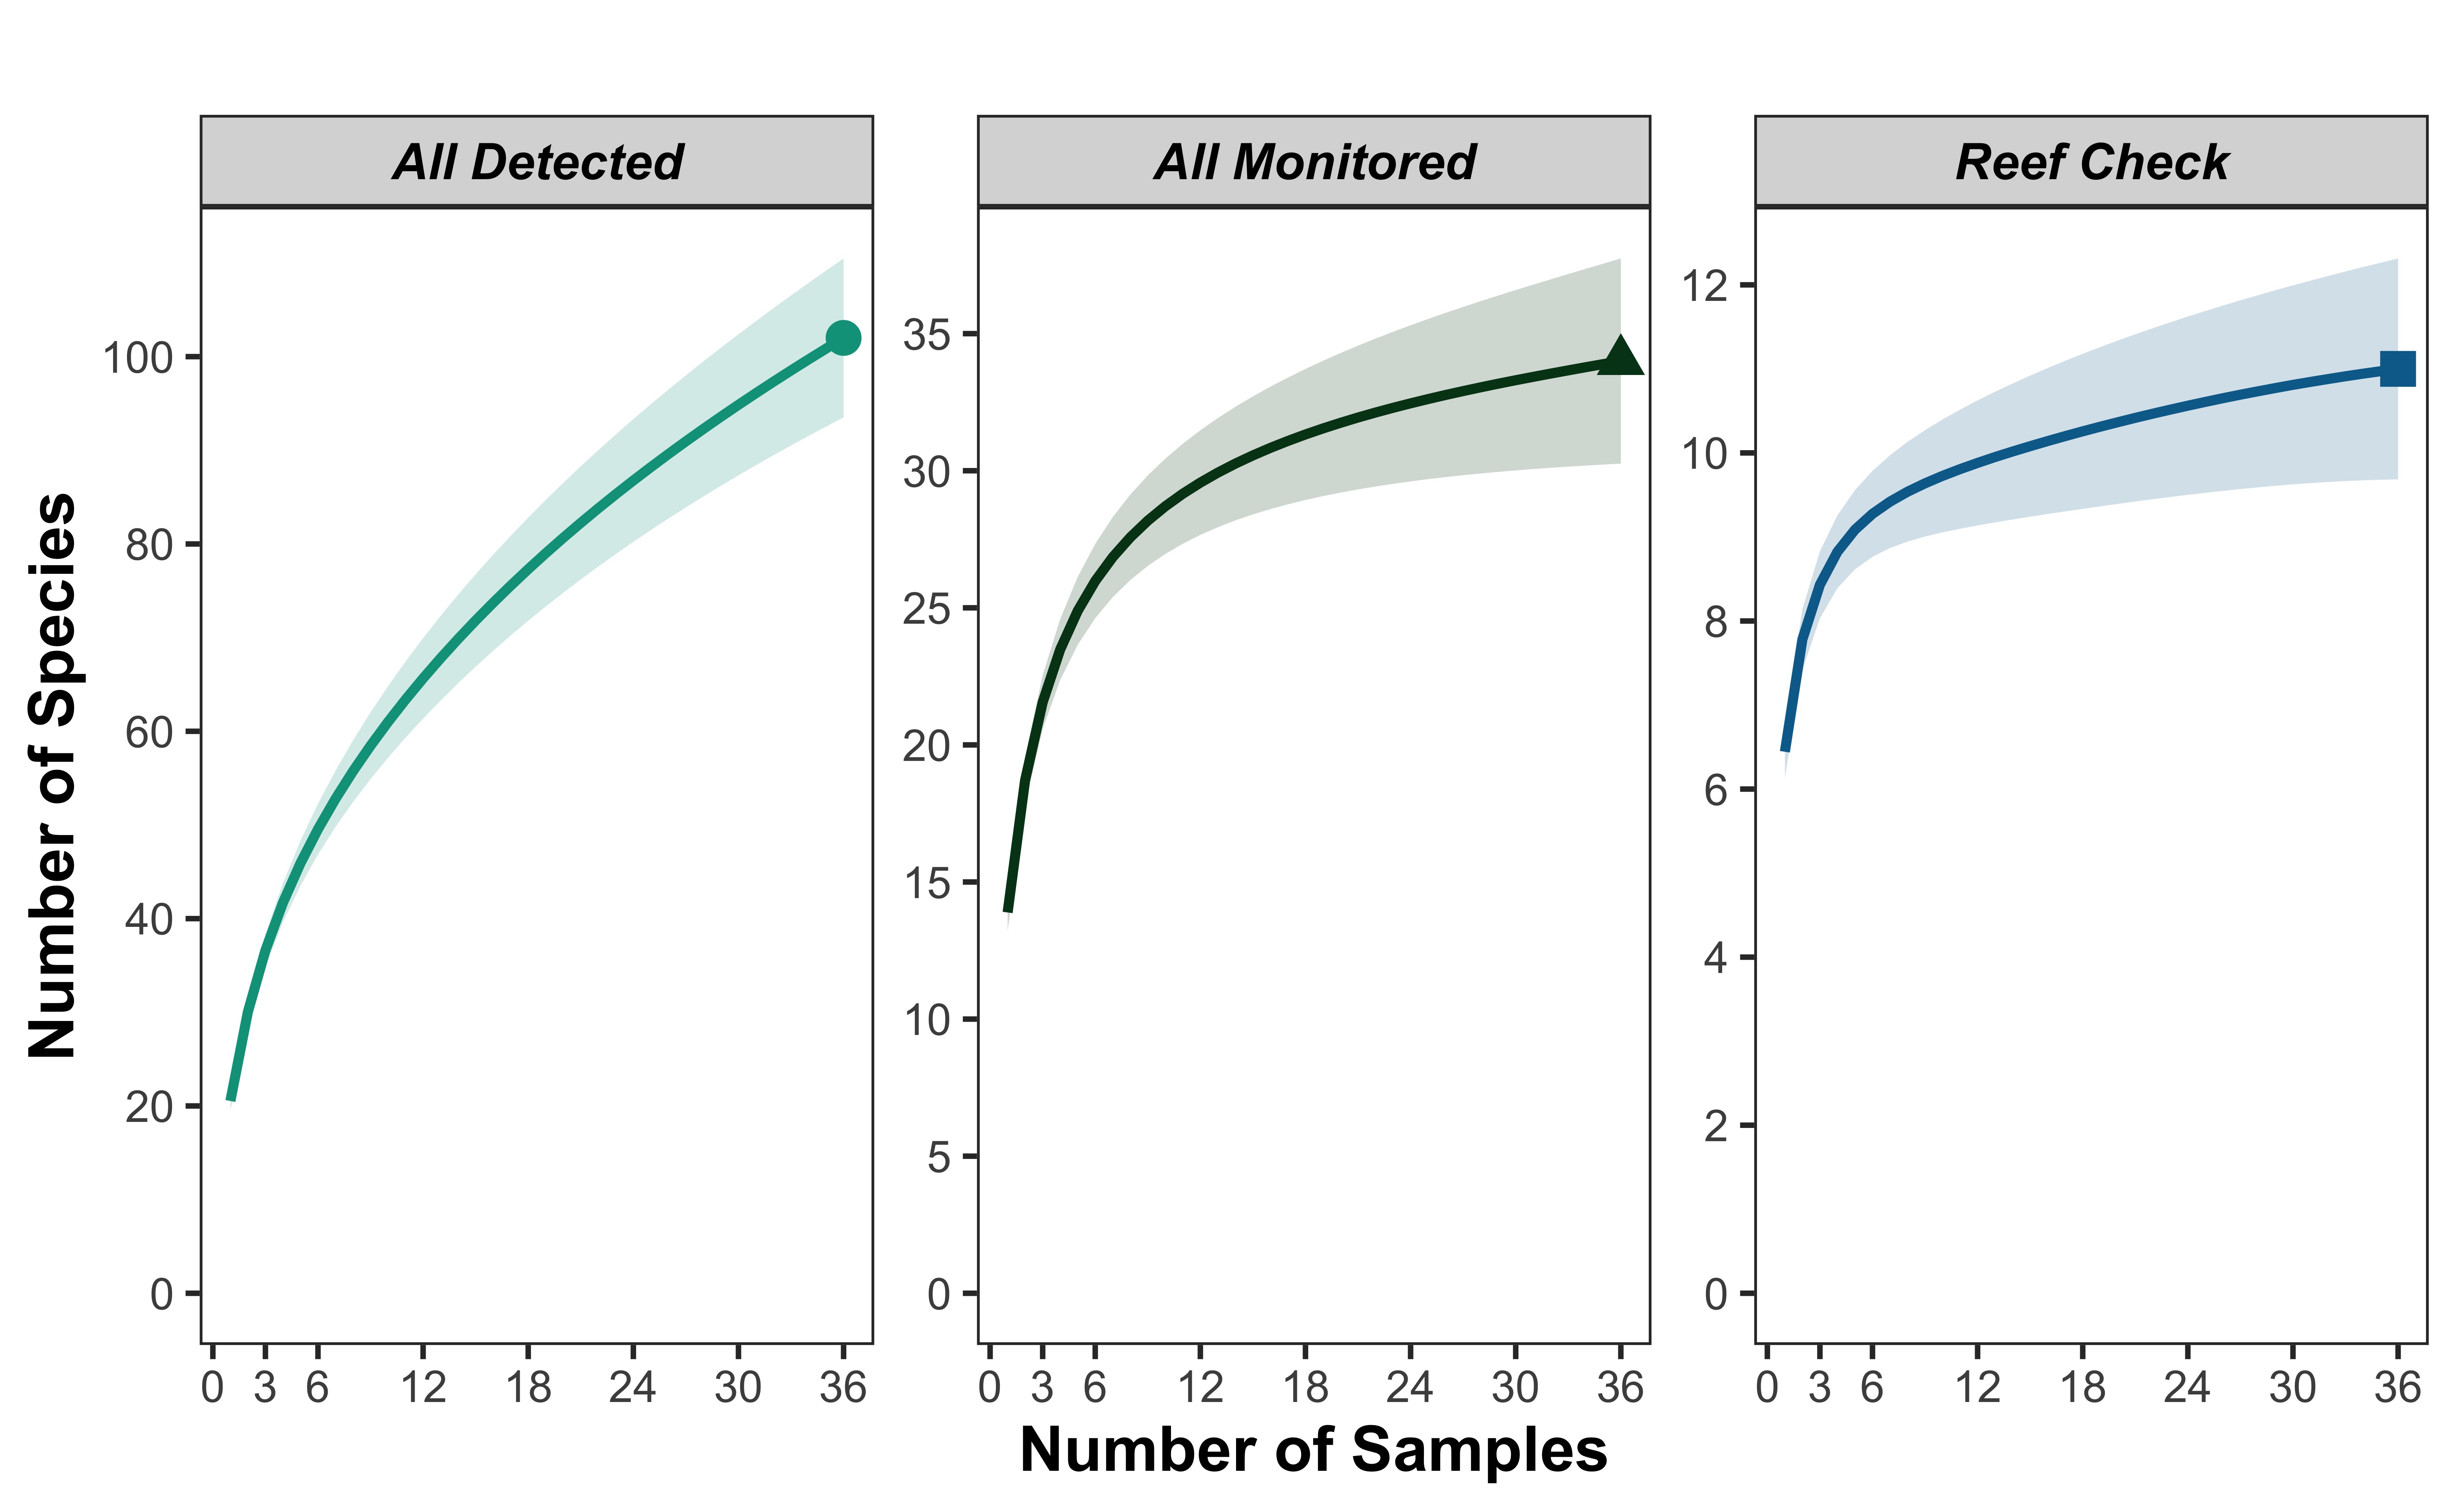 All Detected
All Monitored
Reef Check
Number of Species
100
80
60
40
20
0
35
30
25
20
15
10
5
0
12
10
8
6
4
2
0
0 3 6 12 18 24 30 36
0 3 6 12 18 24 30 36
0 3 6 12 18 24 30 36
Number of Samples